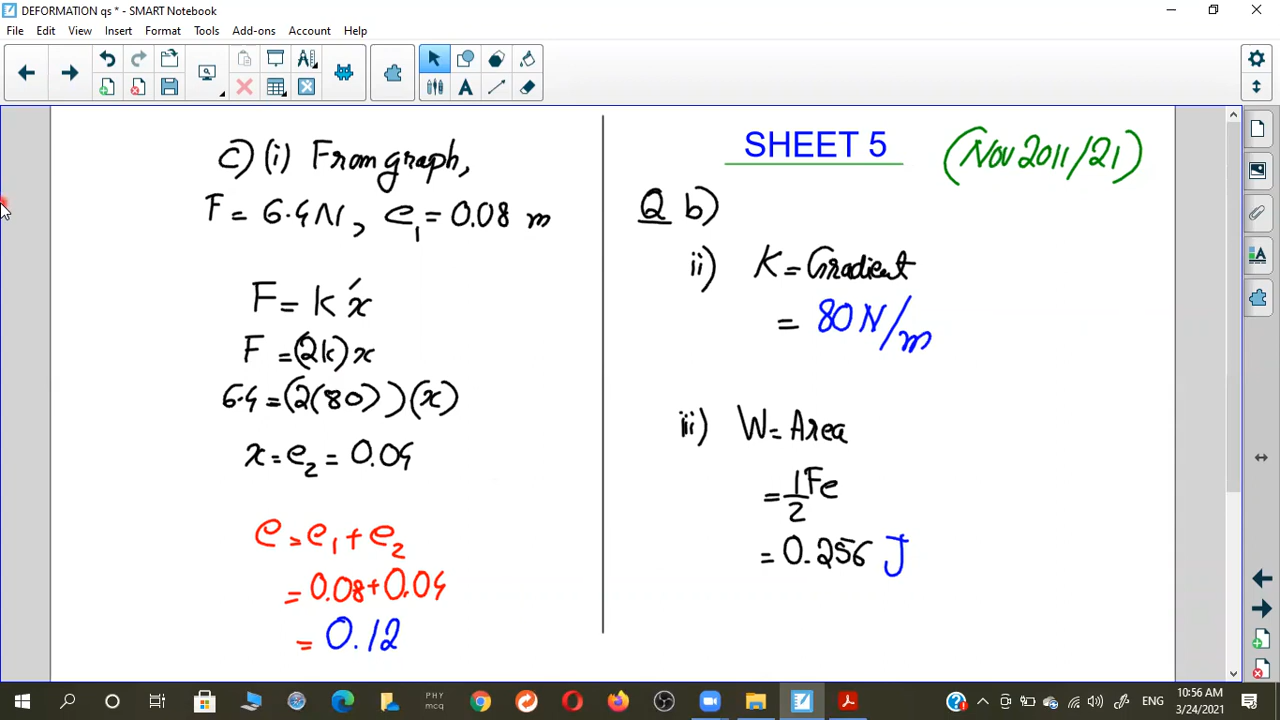 DEFORMATION qs * - SMART Notebook
File Edit View Insert Format Tools Add-ons Account Help
C) (i) From graph,
F = 6.4N, e1 = 0.08 m
F = k x́
F = (2k) x
6.4 = (2(80))(x)
x = e2 = 0.04
e = e1 + e2
= 0.08 + 0.04
= 0.12
SHEET 5 (Nov 2011/21)
Q b)
ii) K = Gradient
= 80 N/m
iii) W = Area
= 1/2 Fe
= 0.256 J
PHY
mcq
ENG
10:56 AM
3/24/2021